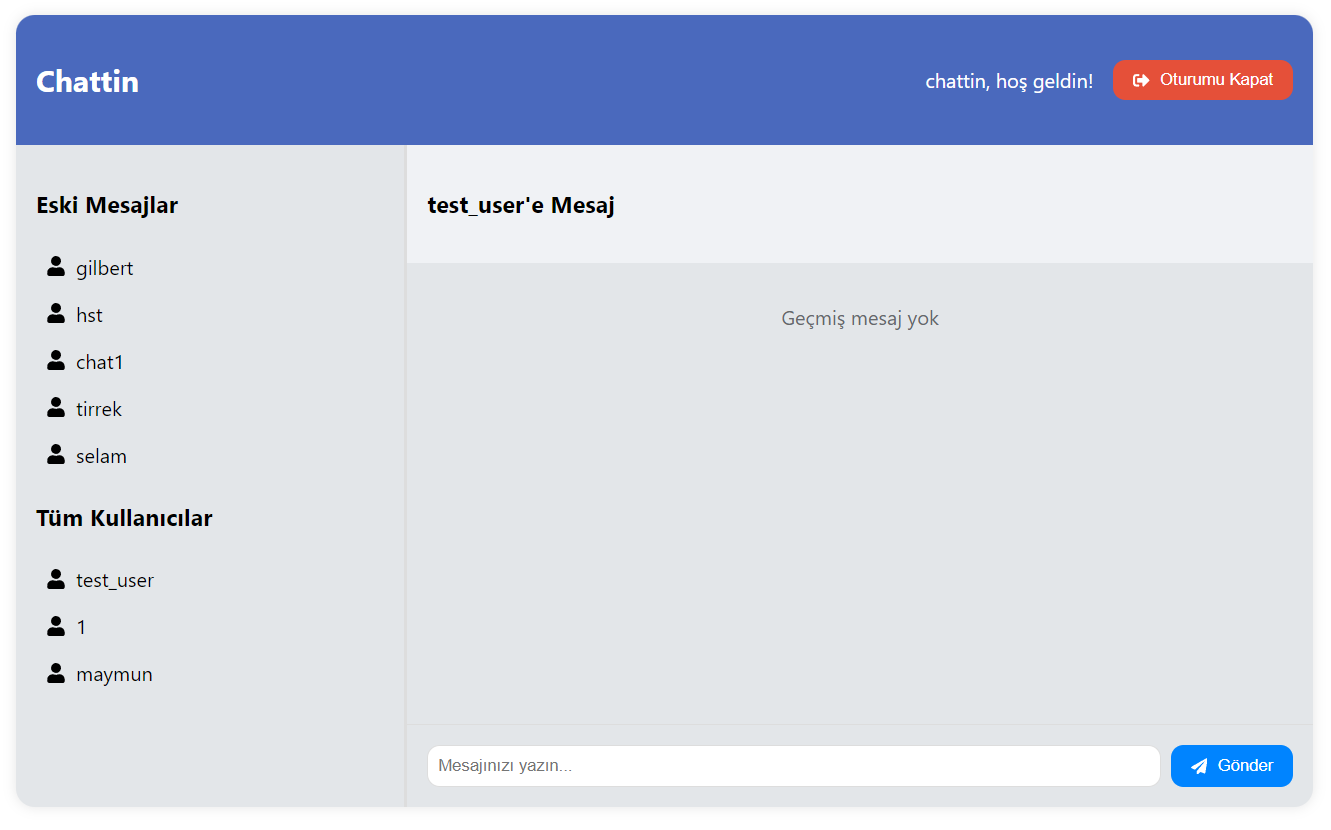 Chattin
chattin, hoş geldin!
Oturumu Kapat
Eski Mesajlar
gilbert
hst
chat1
tirrek
selam
Tüm Kullanıcılar
test_user
1
maymun
test_user'e Mesaj
Geçmiş mesaj yok
Mesajınızı yazın...
Gönder